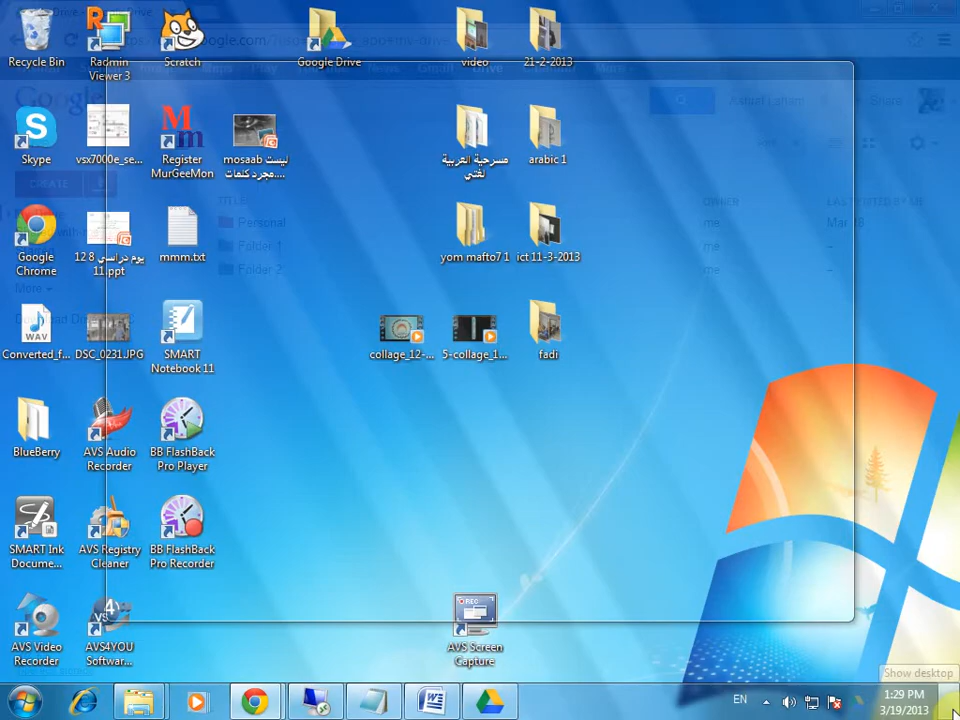 Recycle Bin
Radmin
Viewer 3
Scratch
Google Drive
video
21-2-2013
Skype
vsx7000e_se...
Register
MurGeeMon
mosaab ليست
مجرد كلمات....
مسرحية العربية
لغتي
arabic 1
CREATE
TITLE
OWNER
Google
Chrome
يوم دراسي 8 12
11.ppt
mmm.txt
Personal
me
Mar 18
yom mafto7 1
ict 11-3-2013
Folder 1
me
Folder 2
me
More
Converted_f...
DSC_0231.JPG
SMART
Notebook 11
collage_12-...
5-collage_1...
fadi
BlueBerry
AVS Audio
Recorder
BB FlashBack
Pro Player
SMART Ink
Docume...
AVS Registry
Cleaner
BB FlashBack
Pro Recorder
REC
AVS Video
Recorder
AVS4YOU
Softwar...
AVS Screen
Capture
Show desktop
EN
1:29 PM
3/19/2013